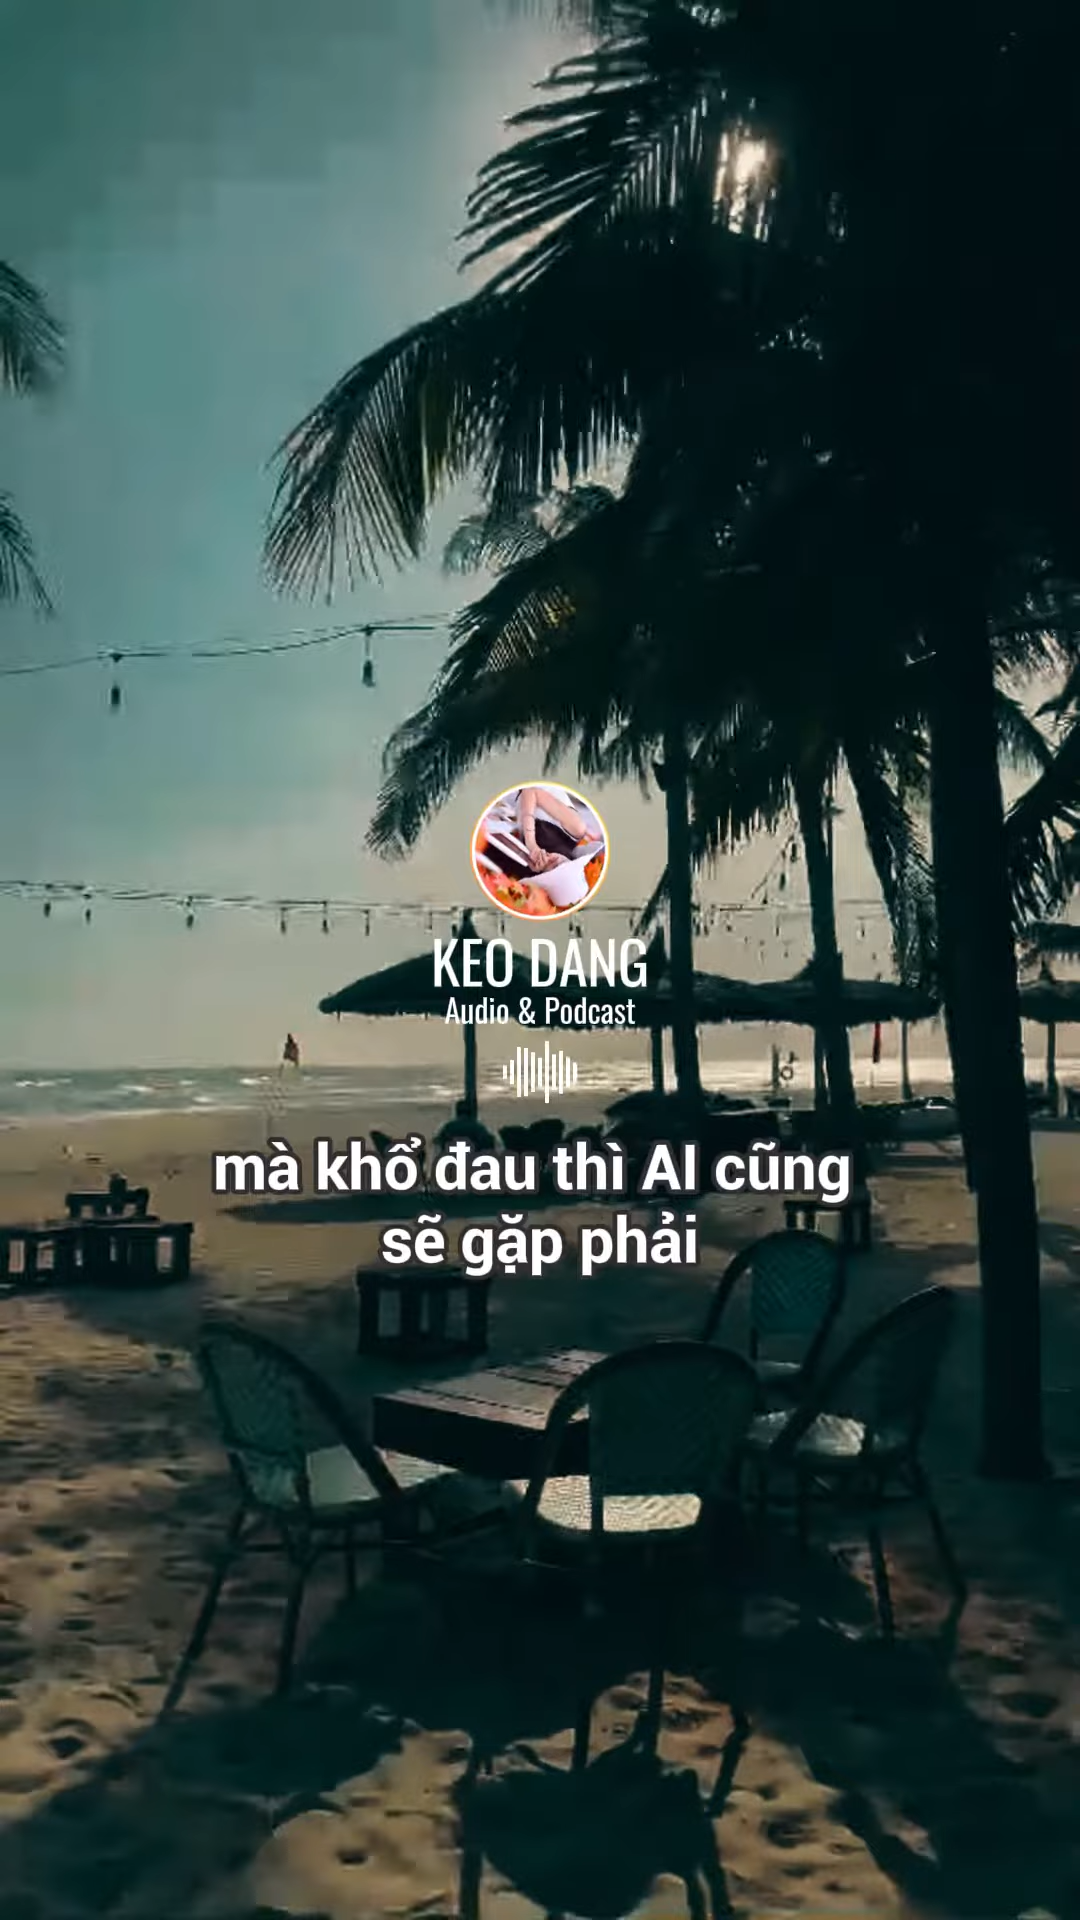 KEO DANG
Audio & Podcast
mà khổ đau thì AI cũng
sẽ gặp phải